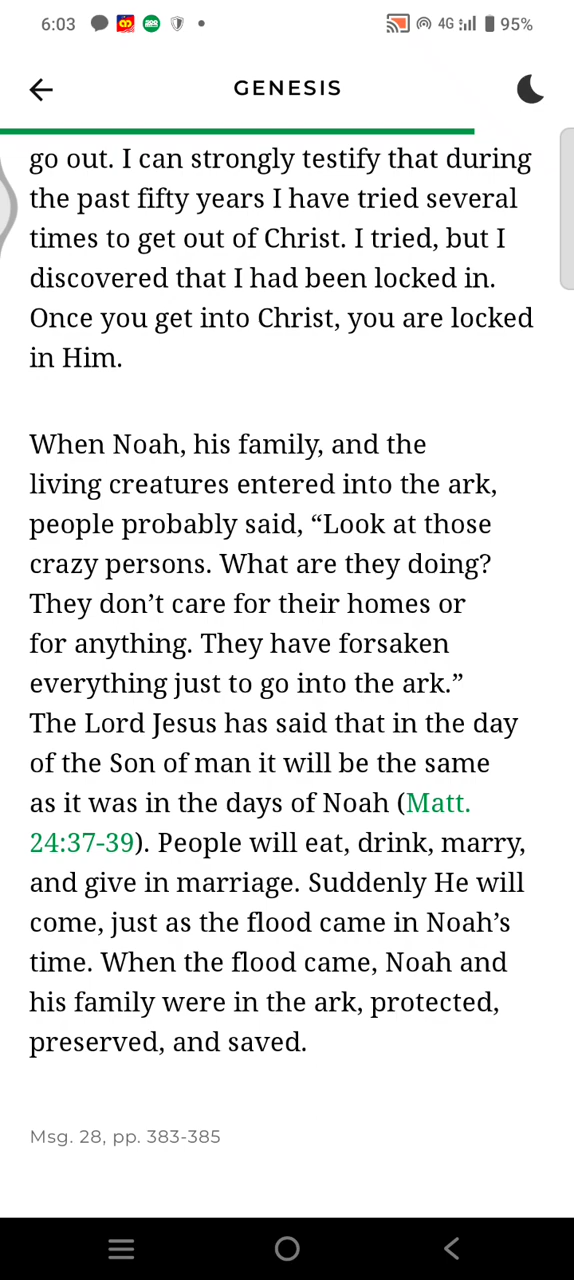 6:03
4G
95%
GENESIS
go out. I can strongly testify that during
the past fifty years I have tried several
times to get out of Christ. I tried, but I
discovered that I had been locked in.
Once you get into Christ, you are locked
in Him.
When Noah, his family, and the
living creatures entered into the ark,
people probably said, “Look at those
crazy persons. What are they doing?
They don’t care for their homes or
for anything. They have forsaken
everything just to go into the ark.”
The Lord Jesus has said that in the day
of the Son of man it will be the same
as it was in the days of Noah (Matt.
24:37-39). People will eat, drink, marry,
and give in marriage. Suddenly He will
come, just as the flood came in Noah’s
time. When the flood came, Noah and
his family were in the ark, protected,
preserved, and saved.
Msg. 28, pp. 383-385